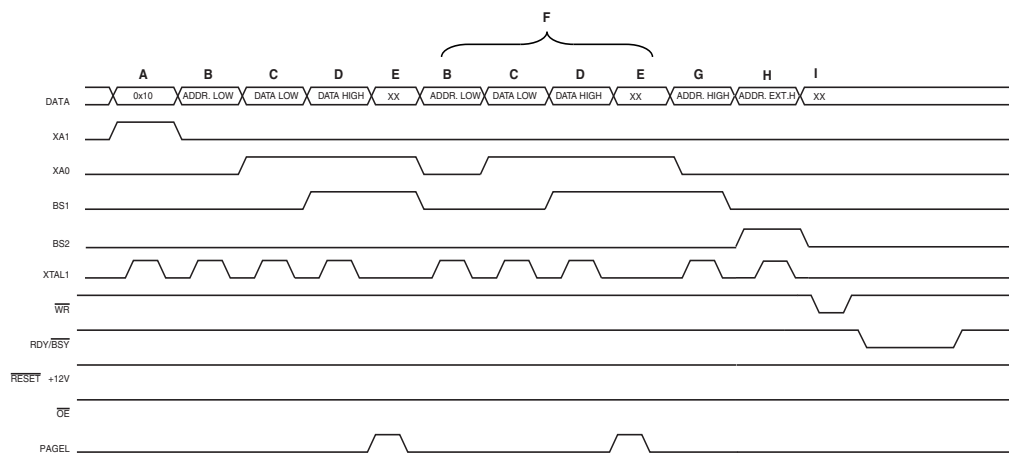 F
A B C D E B C D E G H I
DATA 0x10 ADDR. LOW DATA LOW DATA HIGH XX ADDR. LOW DATA LOW DATA HIGH XX ADDR. HIGH ADDR. EXT.H XX
XA1
XA0
BS1
BS2
XTAL1
WR
RDY/BSY
RESET +12V
OE
PAGEL